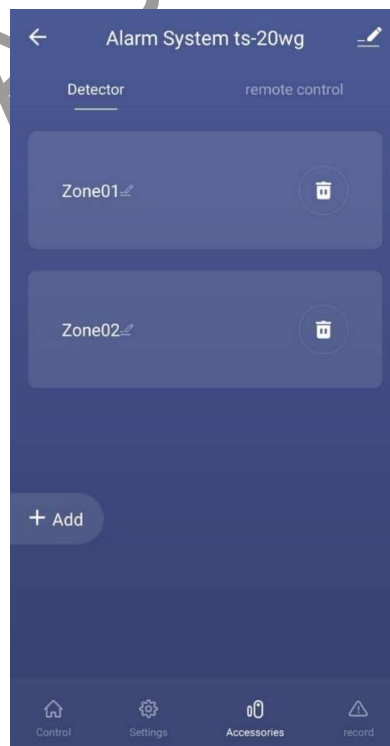 Alarm System ts-20wg
Detector remote control
Zone01
Zone02
+ Add
Control Settings Accessories record